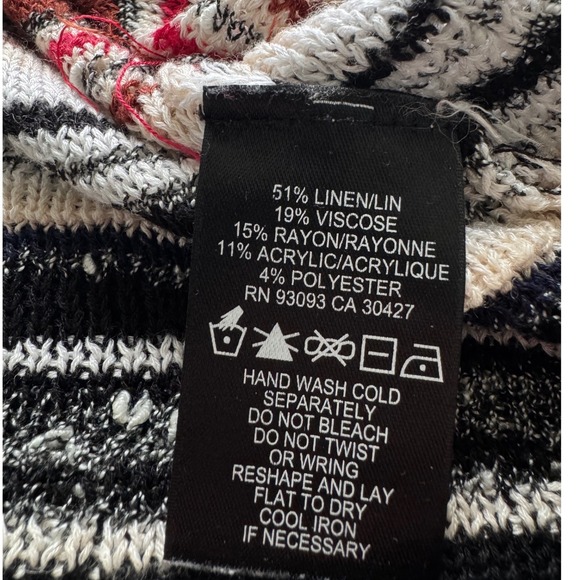 51% LINEN/LIN
19% VISCOSE
15% RAYON/RAYONNE
11% ACRYLIC/ACRYLIQUE
4% POLYESTER
RN 93093 CA 30427
HAND WASH COLD
SEPARATELY
DO NOT BLEACH
DO NOT TWIST
OR WRING
RESHAPE AND LAY
FLAT TO DRY
COOL IRON
IF NECESSARY